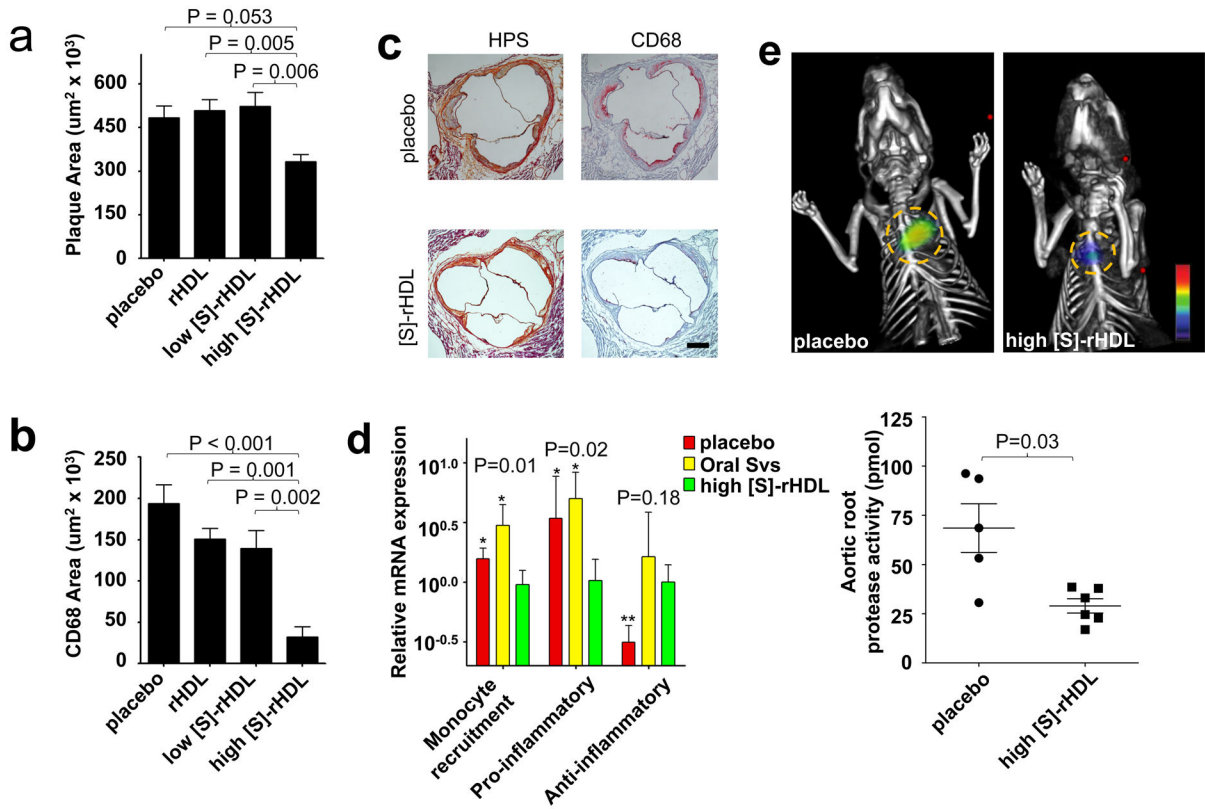 a
P = 0.053
P = 0.005
P = 0.006
Plaque Area (um² x 10³)
600
450
300
150
0
placebo
rHDL
low [S]-rHDL
high [S]-rHDL
b
P < 0.001
P = 0.001
P = 0.002
CD68 Area (um² x 10³)
250
200
150
100
50
0
placebo
rHDL
low [S]-rHDL
high [S]-rHDL
c
HPS
CD68
placebo
[S]-rHDL
d
placebo
Oral Svs
high [S]-rHDL
P=0.01
P=0.02
P=0.18
Relative mRNA expression
10^1.0
10^0.5
10^0.0
10^-0.5
*
*
*
*
**
Monocyte
recruitment
Pro-inflammatory
Anti-inflammatory
e
placebo
high [S]-rHDL
P=0.03
Aortic root
protease activity (pmol)
125
100
75
50
25
0
placebo
high [S]-rHDL